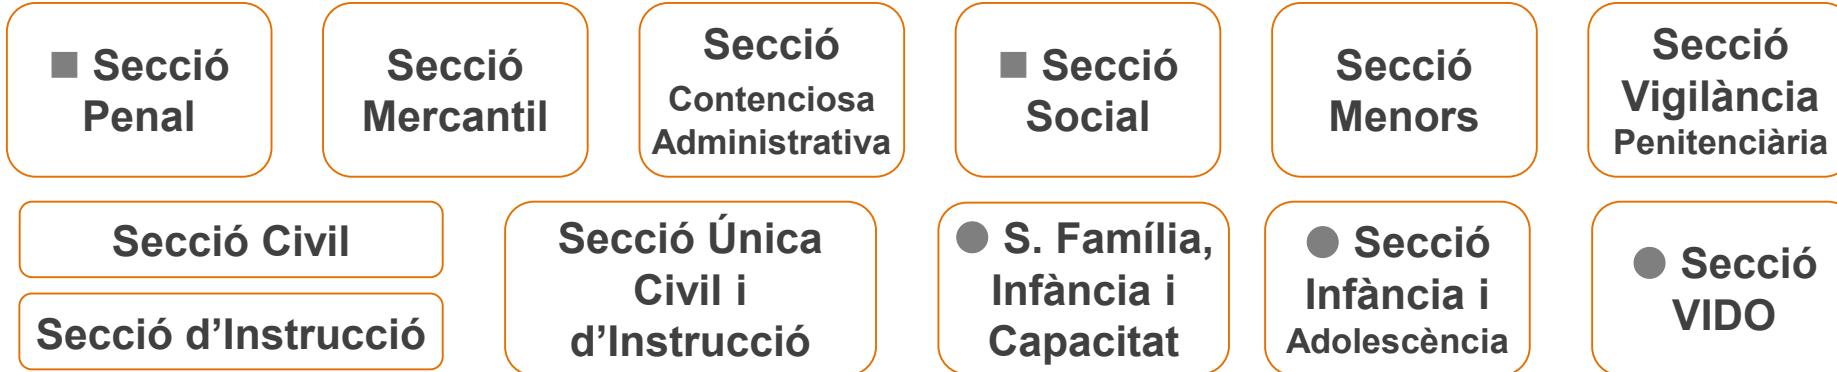 ■ Secció
Penal
Secció
Mercantil
Secció
Contenciosa
Administrativa
■ Secció
Social
Secció
Menors
Secció
Vigilància
Penitenciària
Secció Civil
Secció d’Instrucció
Secció Única
Civil i
d’Instrucció
● S. Família,
Infància i
Capacitat
● Secció
Infància i
Adolescència
● Secció
VIDO